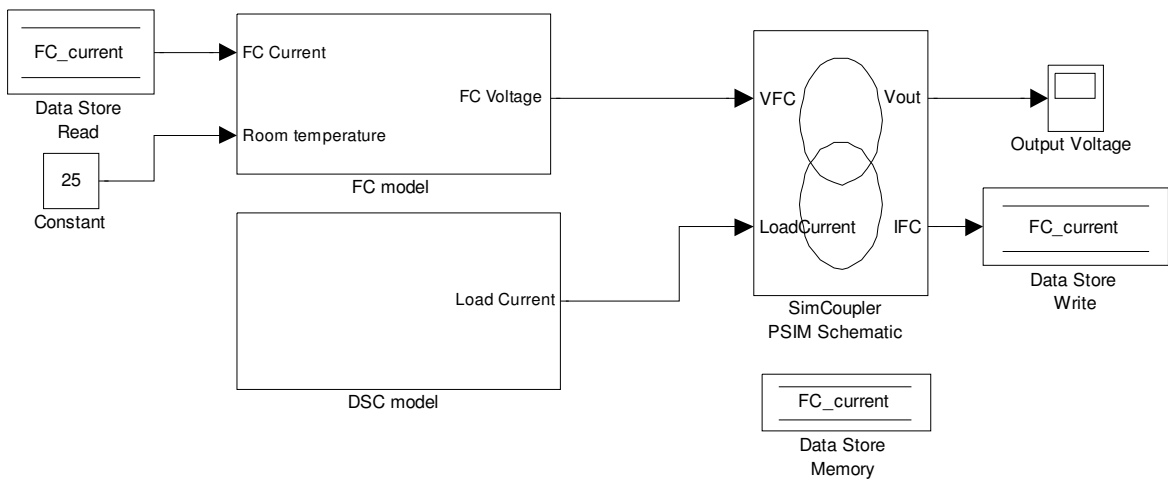 FC_current
Data Store
Read
25
Constant
FC Current
Room temperature
FC Voltage
FC model
Load Current
DSC model
VFC
LoadCurrent
Vout
IFC
SimCoupler
PSIM Schematic
Output Voltage
FC_current
Data Store
Write
FC_current
Data Store
Memory